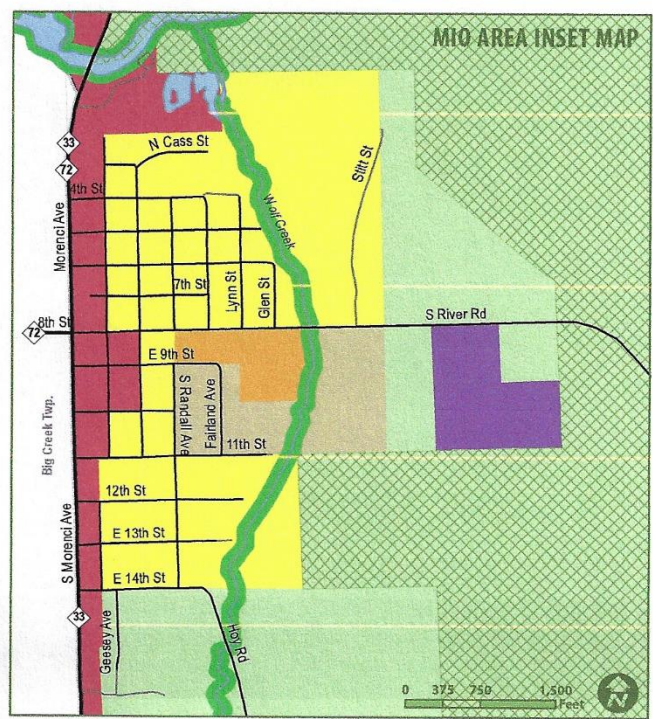 MIO AREA INSET MAP
33
N Cass St
72
4th St
Stitt St
Morenci Ave
Wolf Creek
7th St
Lynn St
Glen St
8th St
72
S River Rd
E 9th St
S Randall Ave
Fairland Ave
Big Creek Twp.
11th St
12th St
S Morenci Ave
E 13th St
E 14th St
33
Geesey Ave
Hoy Rd
0 375 750 1,500
Feet
N